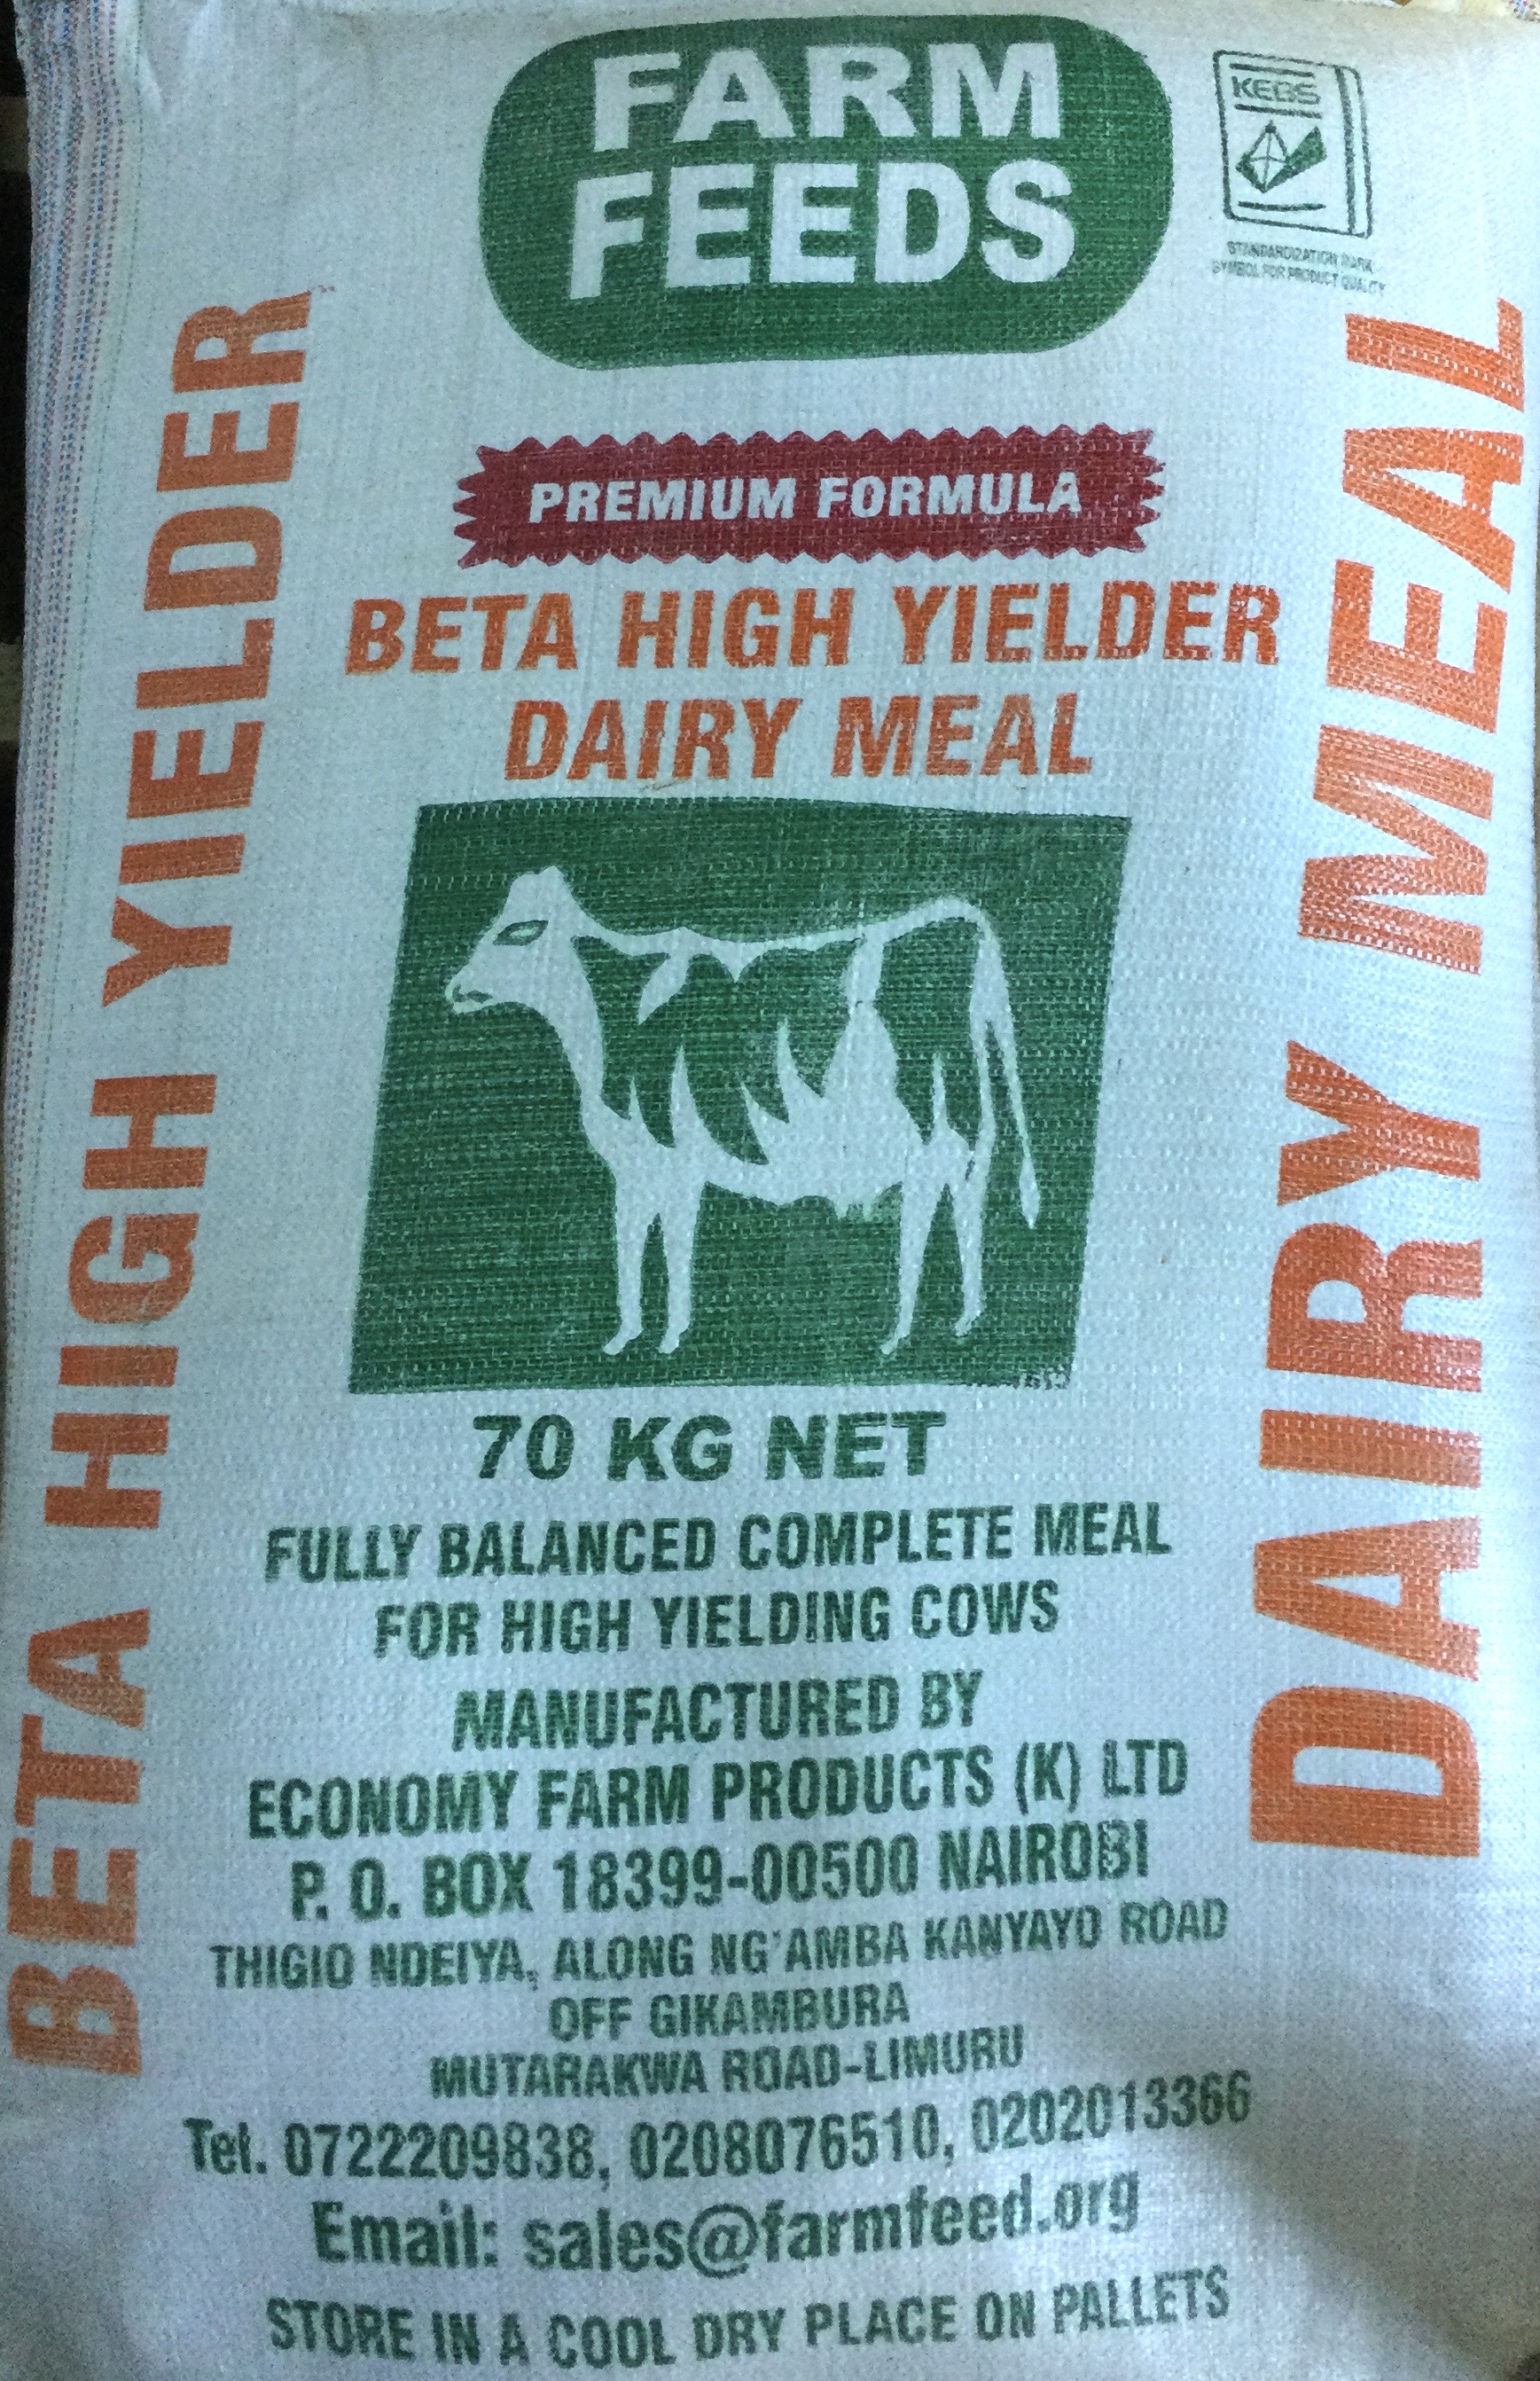 FARM
FEEDS
KEBS
STANDARDIZATION MARK
SYMBOL FOR PRODUCT QUALITY
PREMIUM FORMULA
BETA HIGH YIELDER
DAIRY MEAL
BETA HIGH YIELDER
DAIRY MEAL
70 KG NET
FULLY BALANCED COMPLETE MEAL
FOR HIGH YIELDING COWS
MANUFACTURED BY
ECONOMY FARM PRODUCTS (K) LTD
P. O. BOX 18399-00500 NAIROBI
THIGIO NDEIYA, ALONG NG'AMBA KANYAYO ROAD
OFF GIKAMBURA
MUTARAKWA ROAD-LIMURU
Tel. 0722209838, 0208076510, 0202013366
Email: sales@farmfeed.org
STORE IN A COOL DRY PLACE ON PALLETS